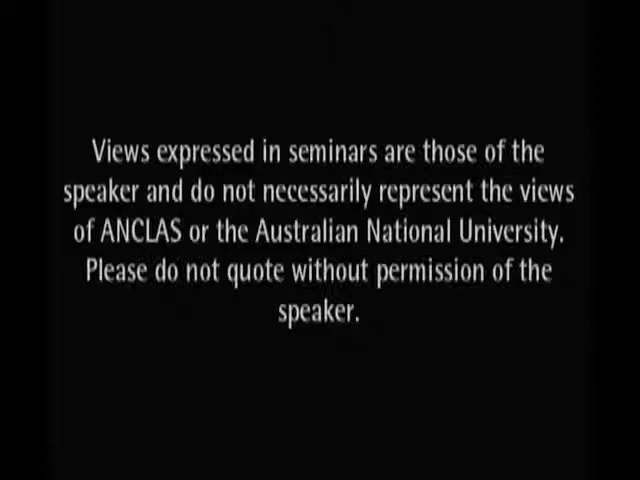 Views expressed in seminars are those of the
speaker and do not necessarily represent the views
of ANCLAS or the Australian National University.
Please do not quote without permission of the
speaker.